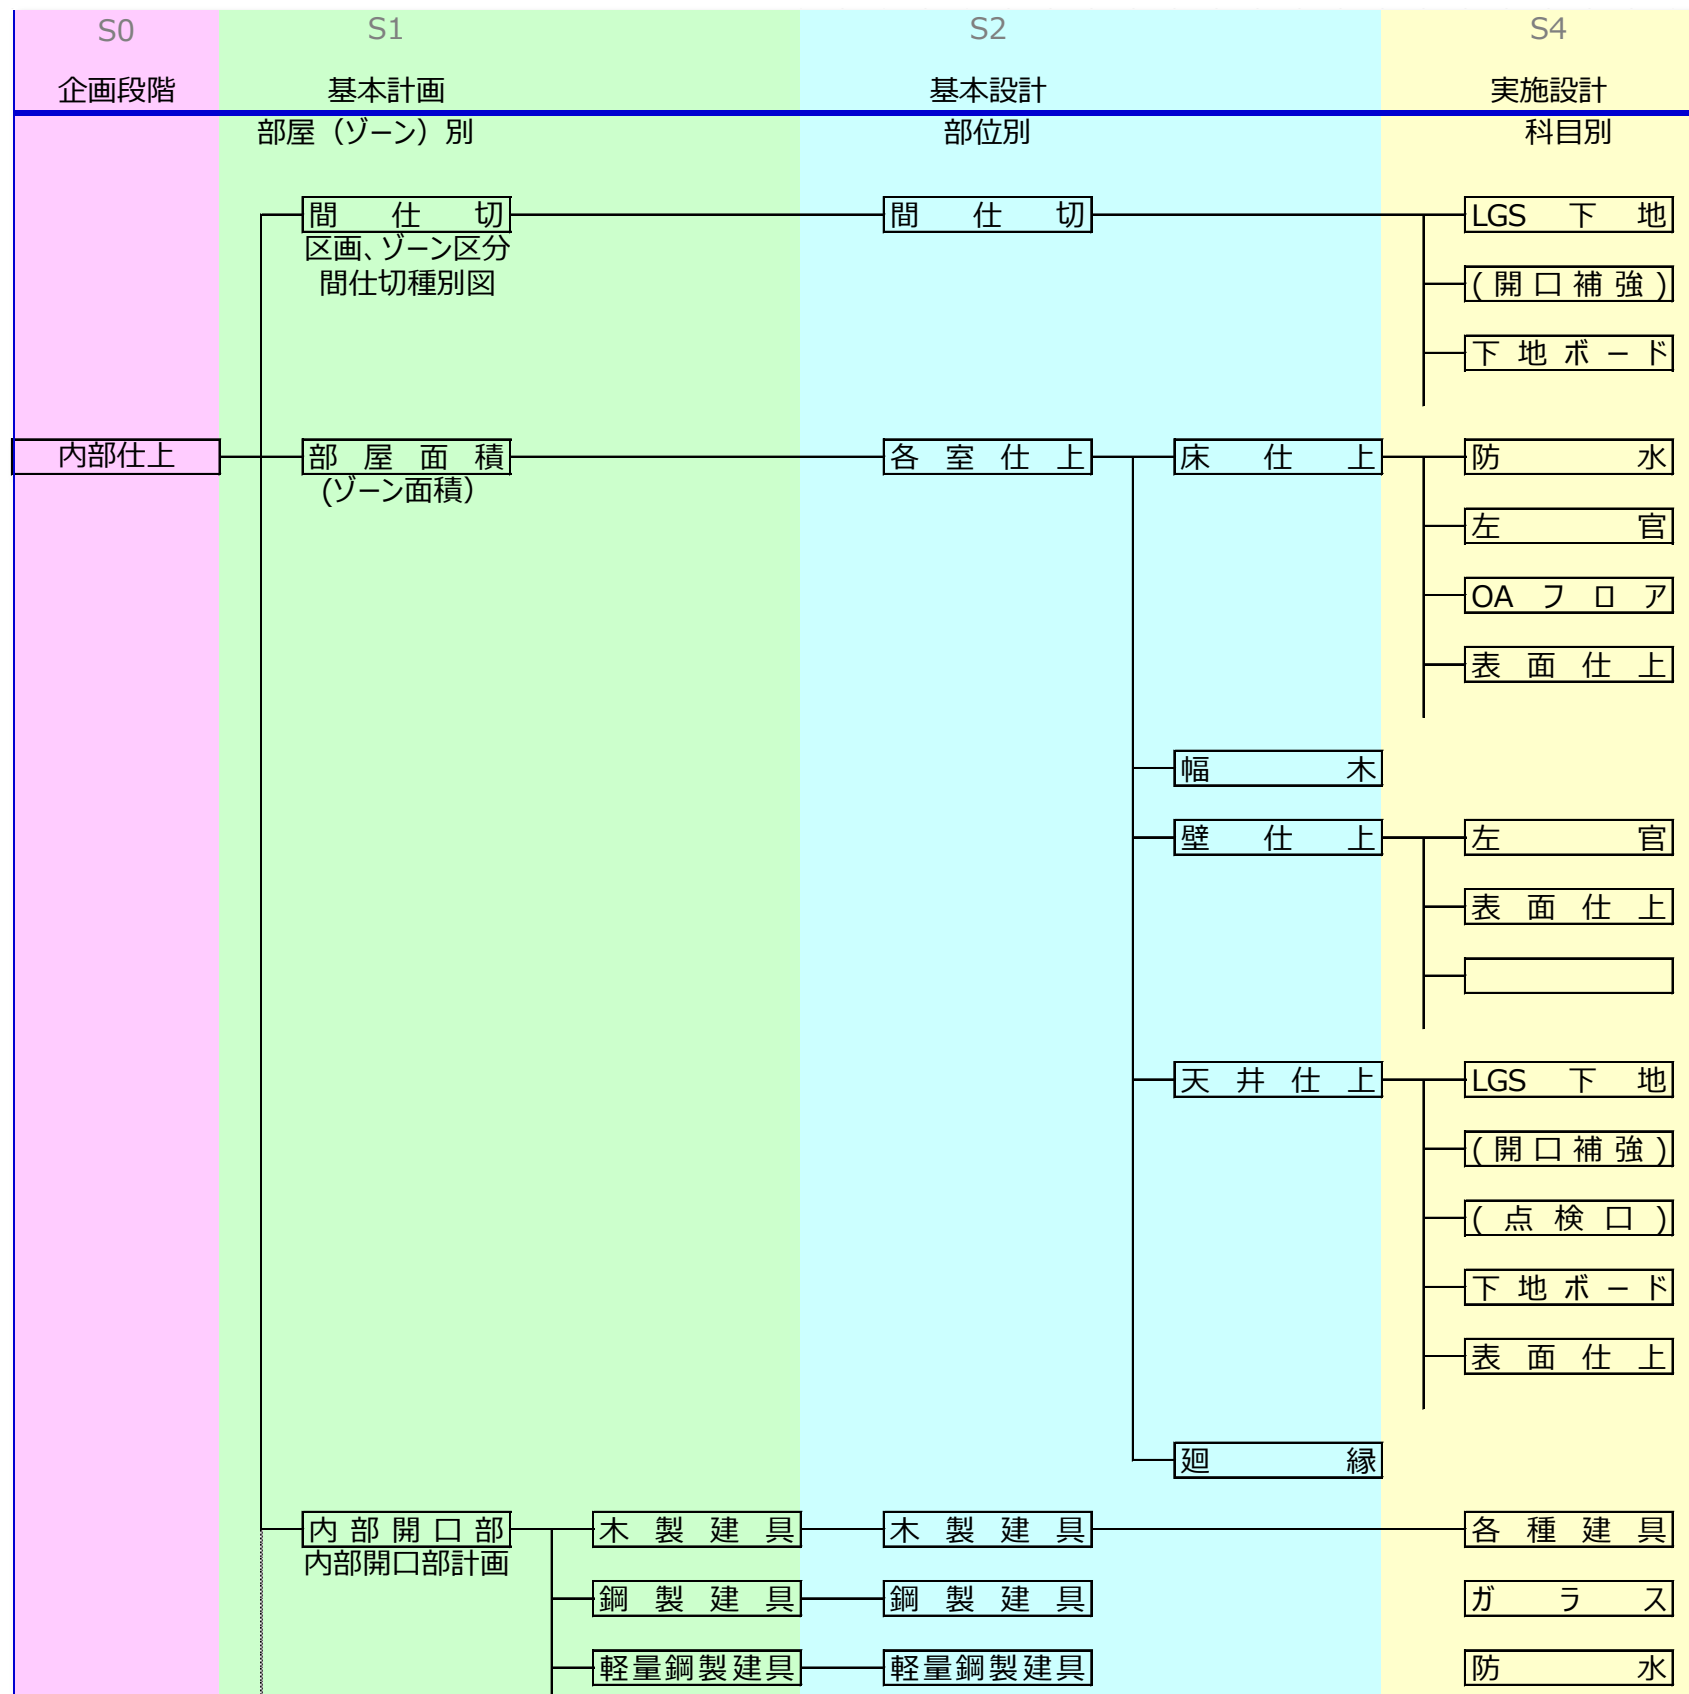 S0 S1 S2 S4
企画段階 基本計画 基本設計 実施設計
部屋（ゾーン）別 部位別 科目別
間仕切 間仕切 LGS下地
区画、ゾーン区分
間仕切種別図 (開口補強)
下地ボード
内部仕上 部屋面積 各室仕上 床仕上 防水
(ゾーン面積）
左官
OAフロア
表面仕上
幅木
壁仕上 左官
表面仕上
天井仕上 LGS下地
(開口補強)
(点検口)
下地ボード
表面仕上
廻縁
内部開口部 木製建具 木製建具 各種建具
内部開口部計画
鋼製建具 鋼製建具 ガラス
軽量鋼製建具 軽量鋼製建具 防水